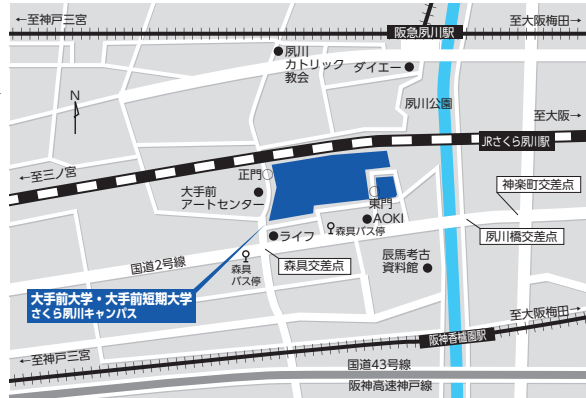 ←至神戸三宮
至大阪梅田→
阪急夙川駅
夙川
カトリック
教会
ダイエー
夙川公園
N
至大阪→
JRさくら夙川駅
←至三ノ宮
正門
大手前
アートセンター
東門
AOKI
神楽町交差点
森具バス停
夙川橋交差点
ライフ
国道2号線
森具
バス停
森具交差点
辰馬考古
資料館
大手前大学・大手前短期大学
さくら夙川キャンパス
至大阪梅田→
阪神香櫨園駅
←至神戸三宮
国道43号線
阪神高速神戸線